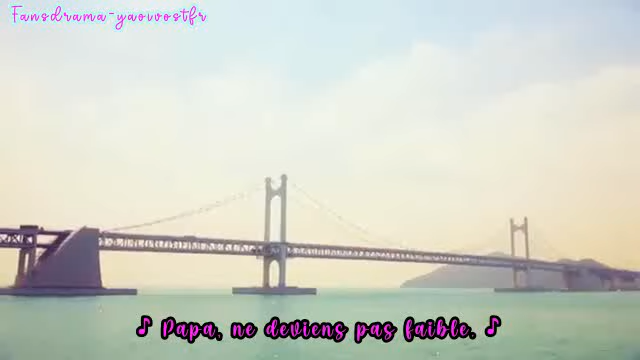 Fansdrama-yaoivostfr
♪ Papa, ne deviens pas faible. ♪